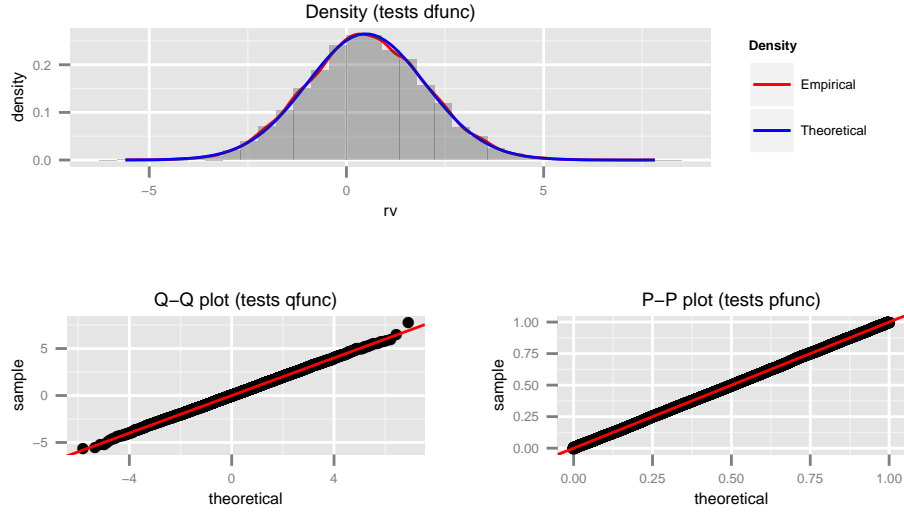 Density (tests dfunc)
density
0.2
0.1
0.0
−5
0
5
rv
Density
Empirical
Theoretical
Q−Q plot (tests qfunc)
sample
5
0
−5
−4
0
4
theoretical
P−P plot (tests pfunc)
sample
1.00
0.75
0.50
0.25
0.00
0.00
0.25
0.50
0.75
1.00
theoretical